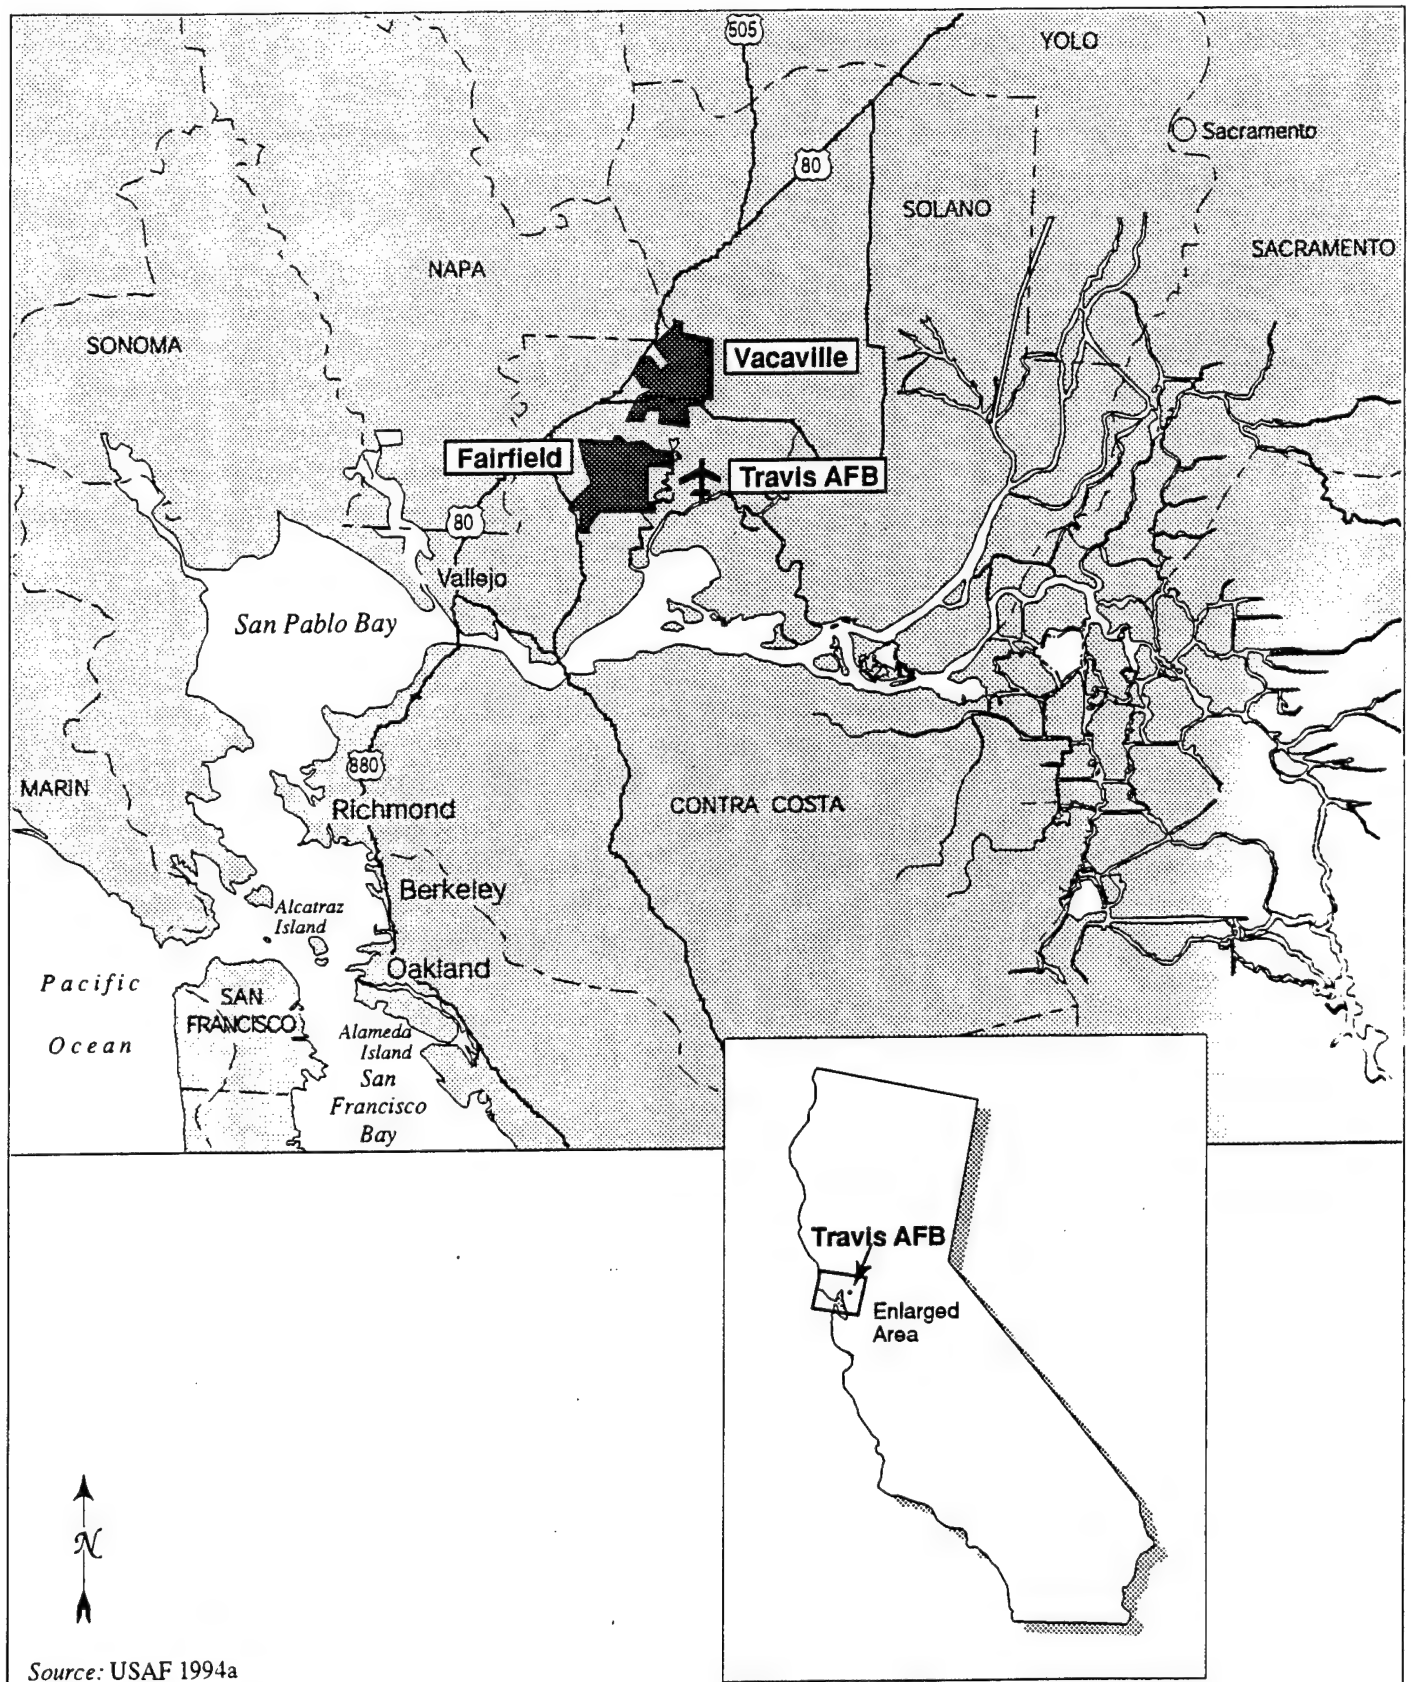 505
YOLO
Sacramento
80
SOLANO
SACRAMENTO
NAPA
SONOMA
Vacaville
Fairfield
Travis AFB
80
Vallejo
San Pablo Bay
880
MARIN
Richmond
CONTRA COSTA
Berkeley
Alcatraz
Island
Oakland
Pacific
Ocean
SAN
FRANCISCO
Alameda
Island
San
Francisco
Bay
Travis AFB
Enlarged
Area
N
Source: USAF 1994a